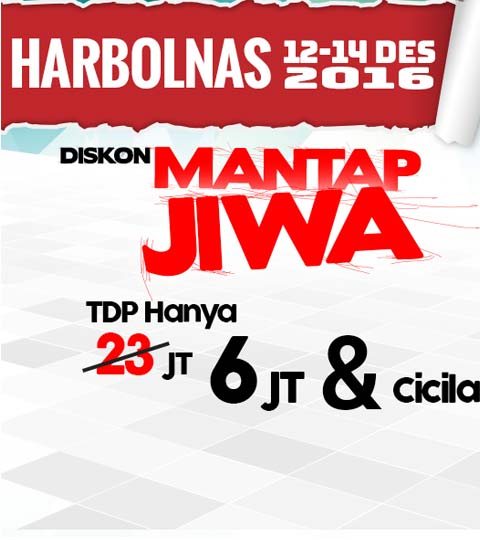 HARBOLNAS 12-14 DES 2016
DISKON MANTAP
JIWA
TDP Hanya
23 JT 6 JT & cicila